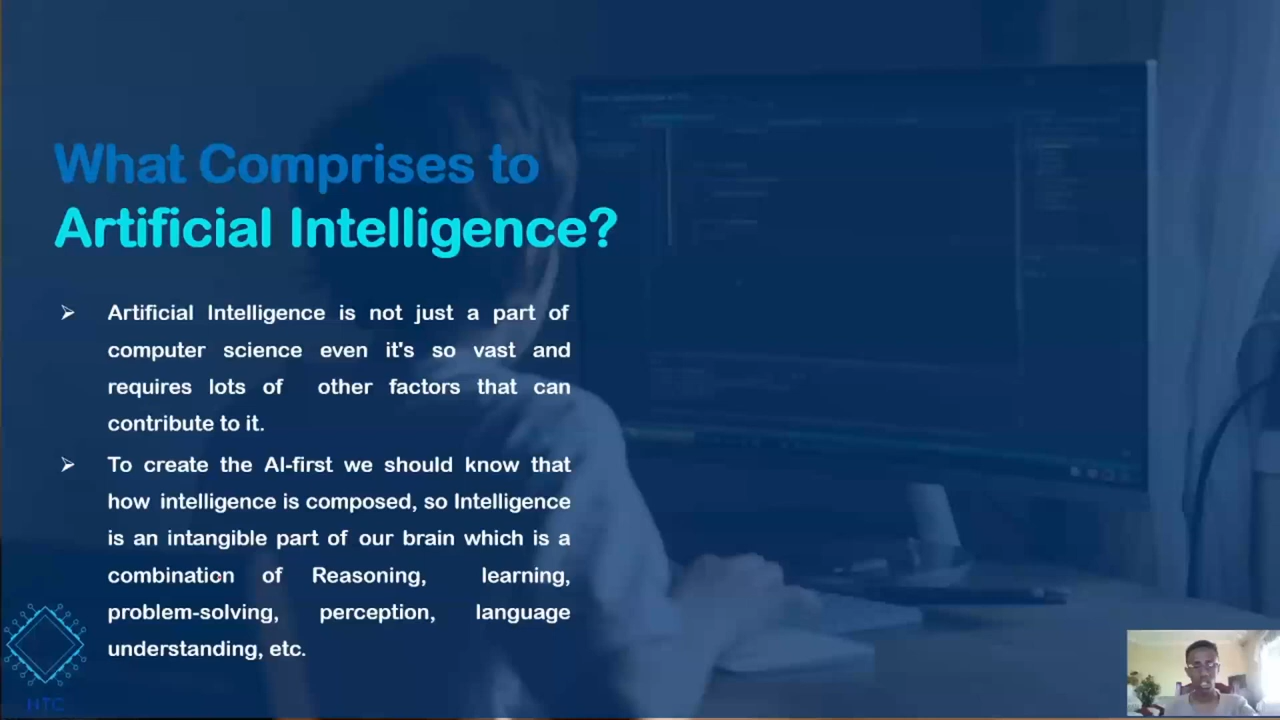 What Comprises to
Artificial Intelligence?
➢ Artificial Intelligence is not just a part of
computer science even it's so vast and
requires lots of other factors that can
contribute to it.
➢ To create the AI-first we should know that
how intelligence is composed, so Intelligence
is an intangible part of our brain which is a
combination of Reasoning, learning,
problem-solving, perception, language
understanding, etc.
HTC